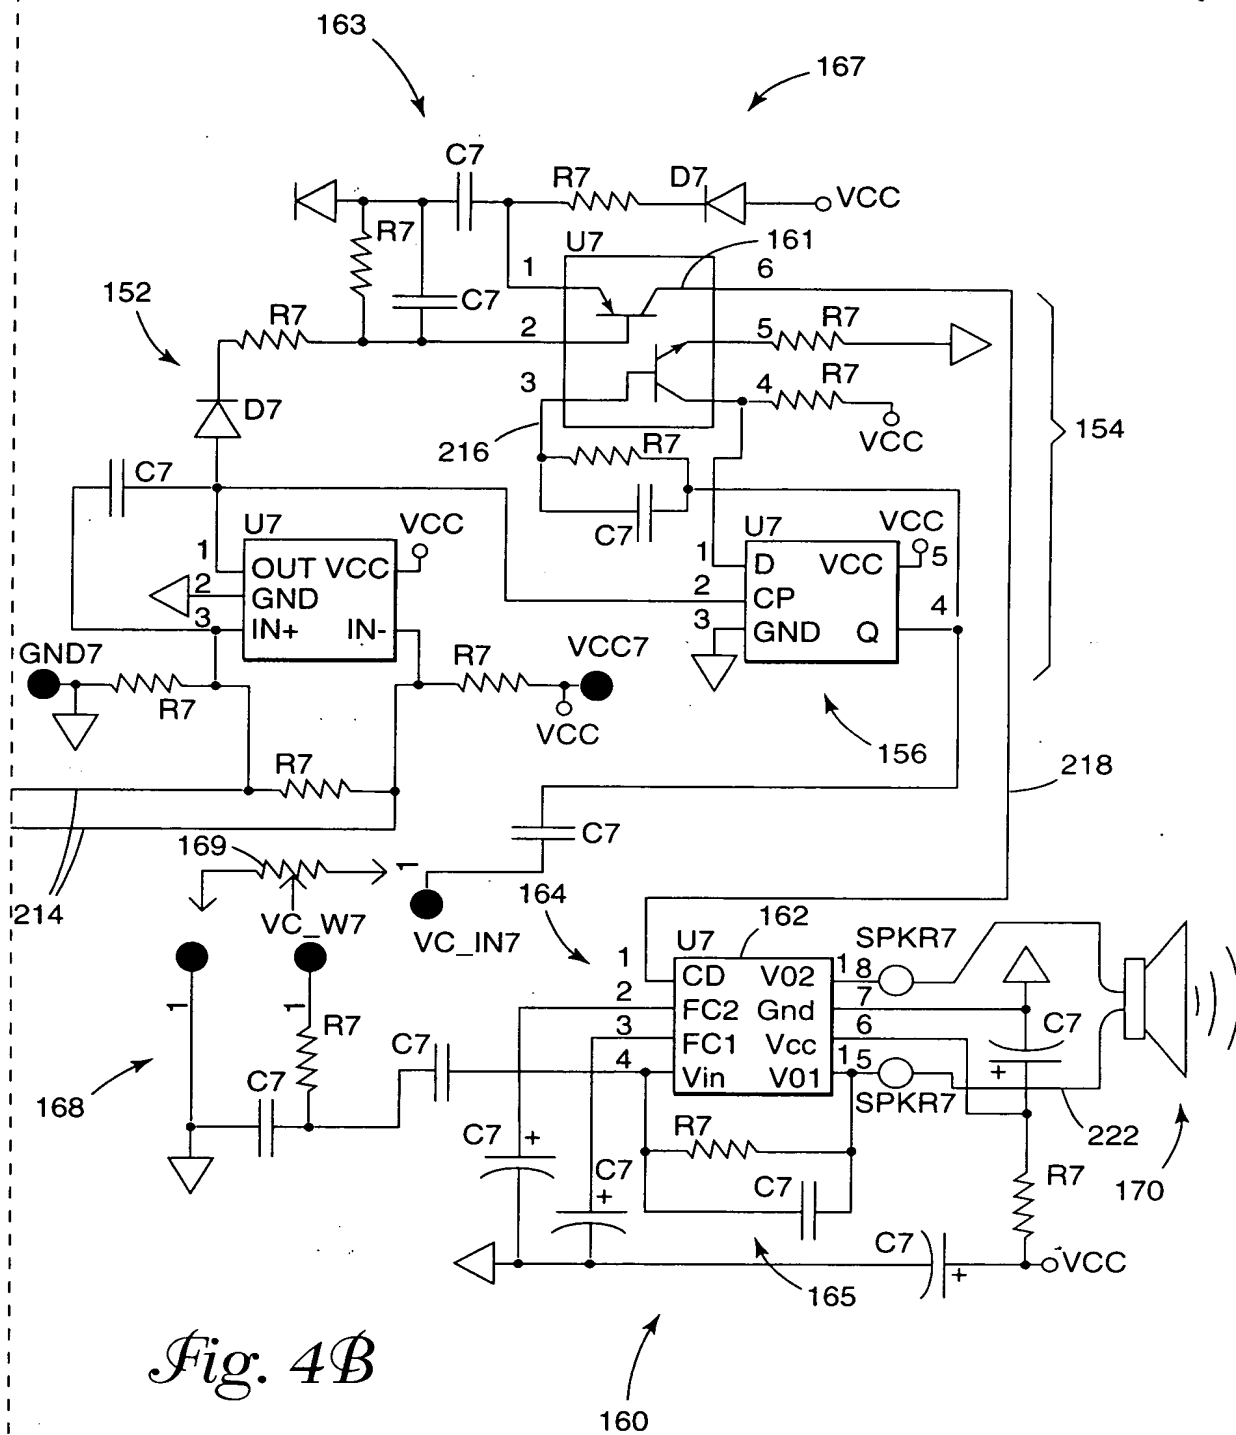 163
167
C7
R7
D7
VCC
R7
U7
161
1
6
152
C7
R7
2
5
R7
3
4
R7
D7
VCC
154
216
R7
C7
C7
U7
VCC
U7
VCC
1
OUT VCC
1
D
VCC
5
2
GND
2
CP
3
IN+
IN-
3
GND
Q
4
GND7
R7
VCC7
R7
VCC
156
R7
218
C7
169
1
214
VC_W7
164
VC_IN7
U7
162
SPKR7
1
CD
V02
1
8
2
FC2
Gnd
7
1
1
3
FC1
Vcc
6
C7
R7
C7
4
Vin
V01
1
5
+
SPKR7
168
C7
222
C7
+
R7
C7
+
C7
R7
170
C7
+
VCC
165
Fig. 4B
160